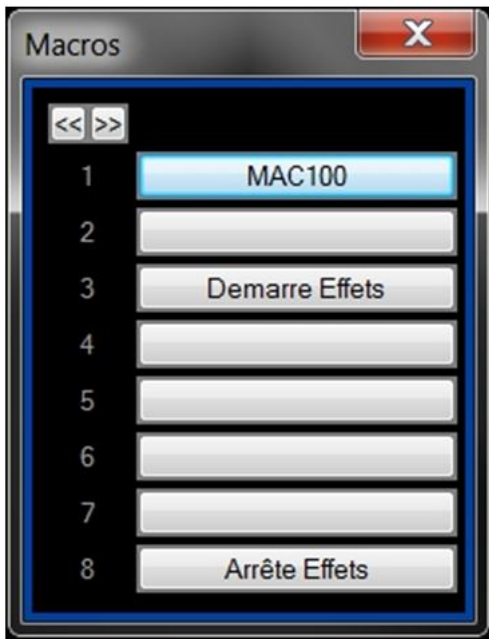 Macros
X
<< >>
1 MAC100
2
3 Demarre Effets
4
5
6
7
8 Arrête Effets